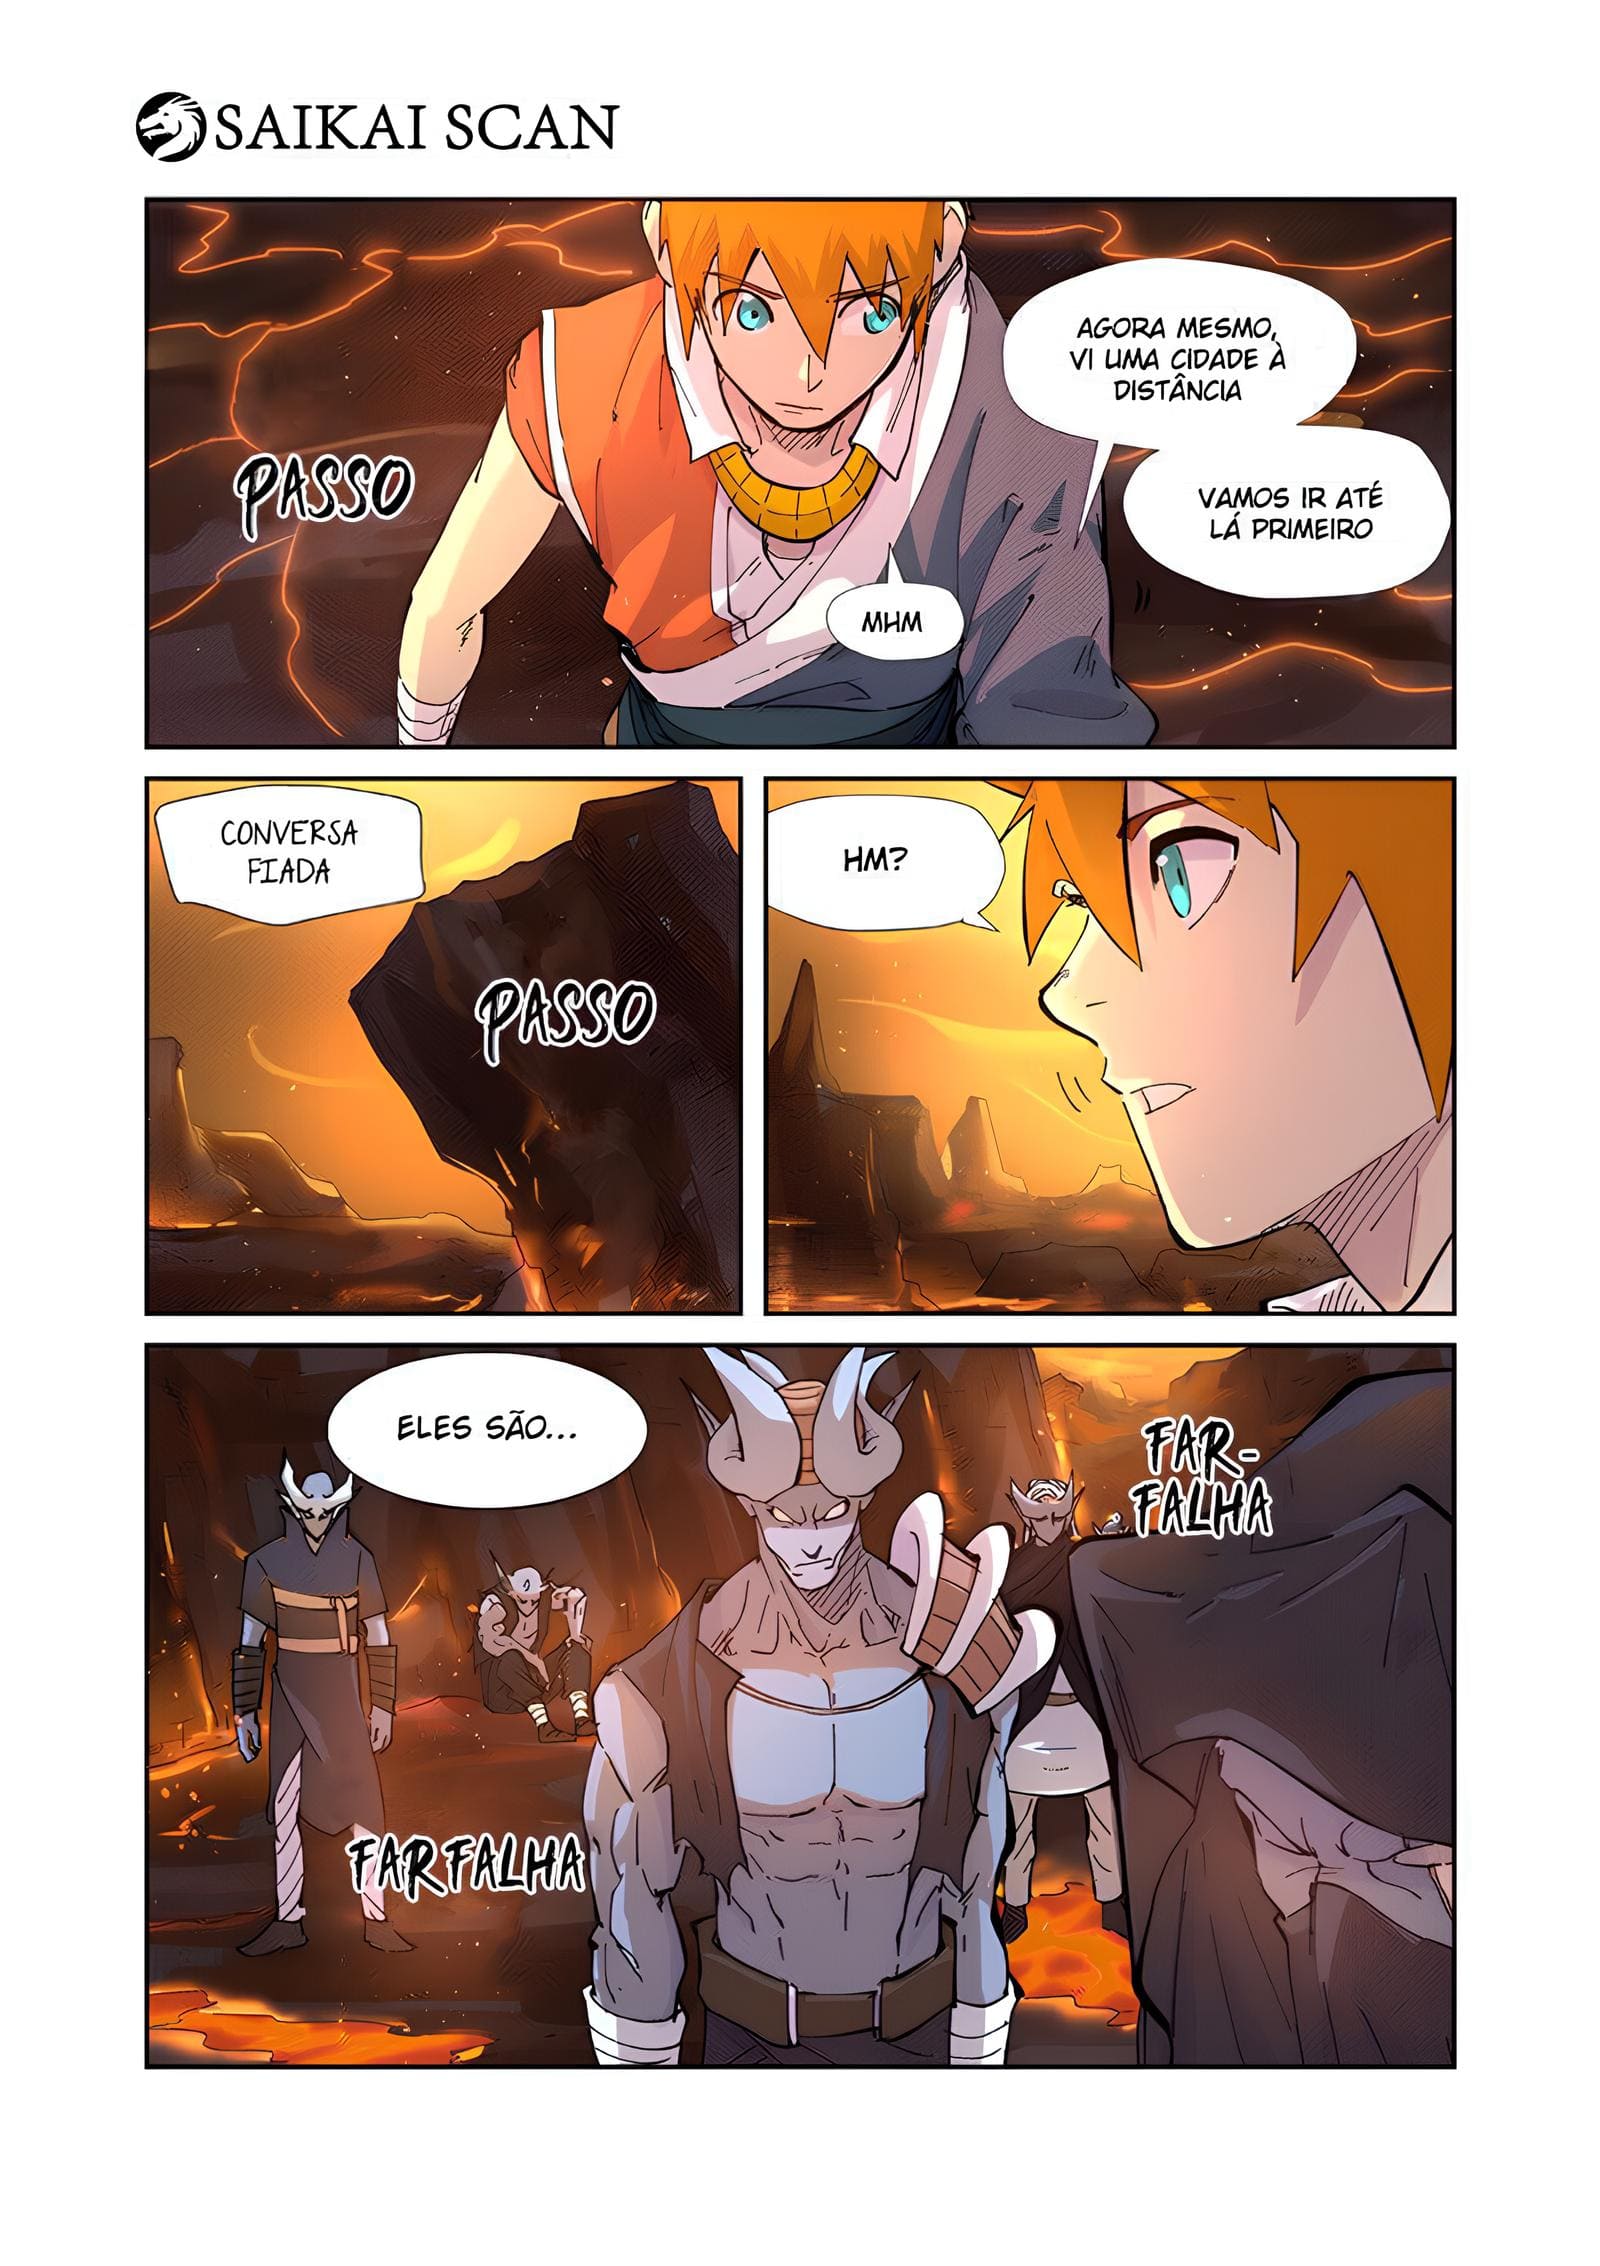 SAIKAI SCAN
AGORA MESMO,
VI UMA CIDADE À
DISTÂNCIA
VAMOS IR ATÉ
LÁ PRIMEIRO
PASSO
MHM
CONVERSA
FIADA
PASSO
HM?
ELES SÃO...
FAR-
FALHA
FARFALHA